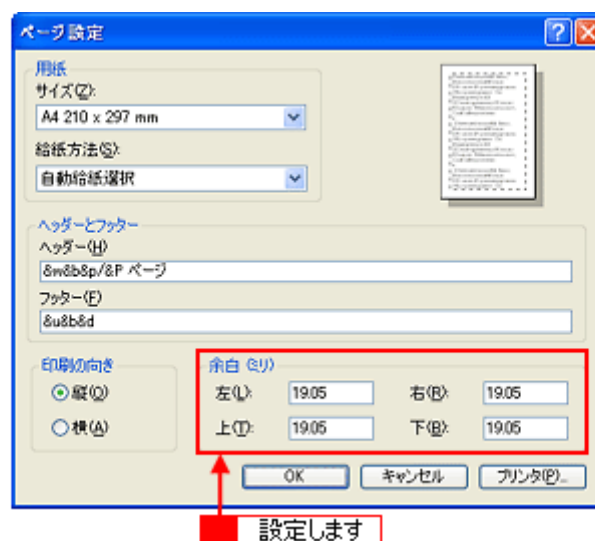 ページ設定
用紙
サイズ(Z):
A4 210 x 297 mm
給紙方法(S):
自動給紙選択
ヘッダーとフッター
ヘッダー(H)
&w&b&p/&P ページ
フッター(F)
&u&b&d
印刷の向き
縦(O)
横(A)
余白 (ミリ)
左(L): 19.05 右(R): 19.05
上(T): 19.05 下(B): 19.05
OK キャンセル プリンタ(P)...
設定します